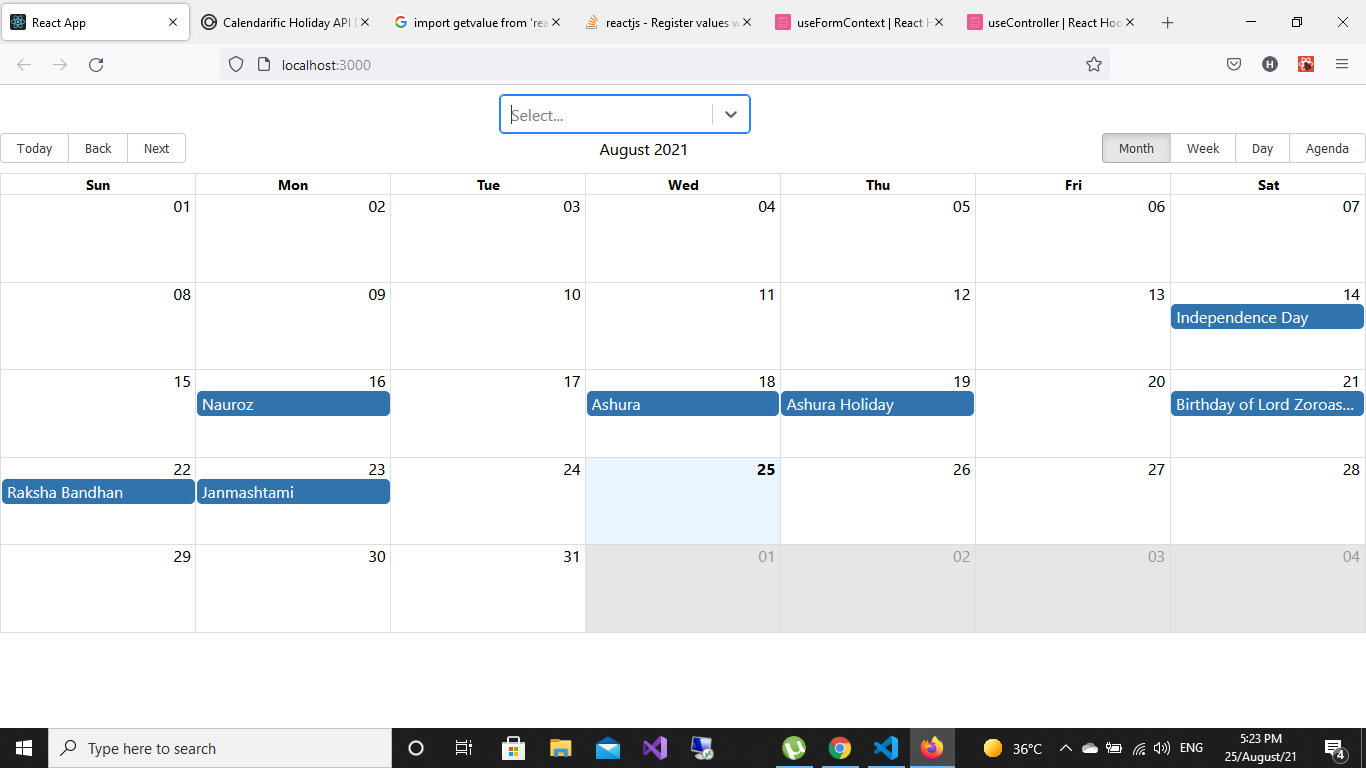 React App
Calendarific Holiday API D
import getvalue from 'rea
reactjs - Register values w
useFormContext | React H
useController | React Hoo
localhost:3000
H
Select...
Today Back Next
August 2021
Month Week Day Agenda
Sun Mon Tue Wed Thu Fri Sat
01 02 03 04 05 06 07
08 09 10 11 12 13 14
Independence Day
15 16 17 18 19 20 21
Nauroz Ashura Ashura Holiday Birthday of Lord Zoroas...
22 23 24 25 26 27 28
Raksha Bandhan Janmashtami
29 30 31 01 02 03 04
Type here to search
36°C
ENG
5:23 PM
25/August/21
4